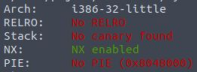 Arch: i386-32-little
RELRO: No RELRO
Stack: No canary found
NX: NX enabled
PIE: No PIE (0x8048000)